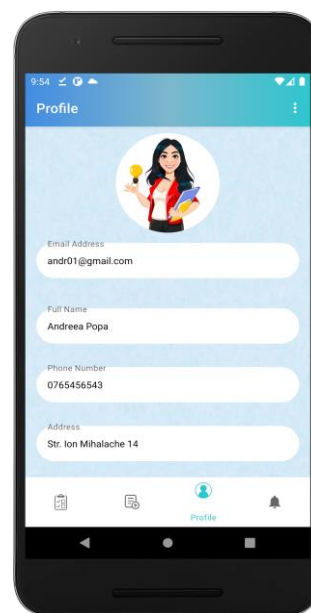 9:54
Profile
Email Address
andr01@gmail.com
Full Name
Andreea Popa
Phone Number
0765456543
Address
Str. Ion Mihalache 14
Profile